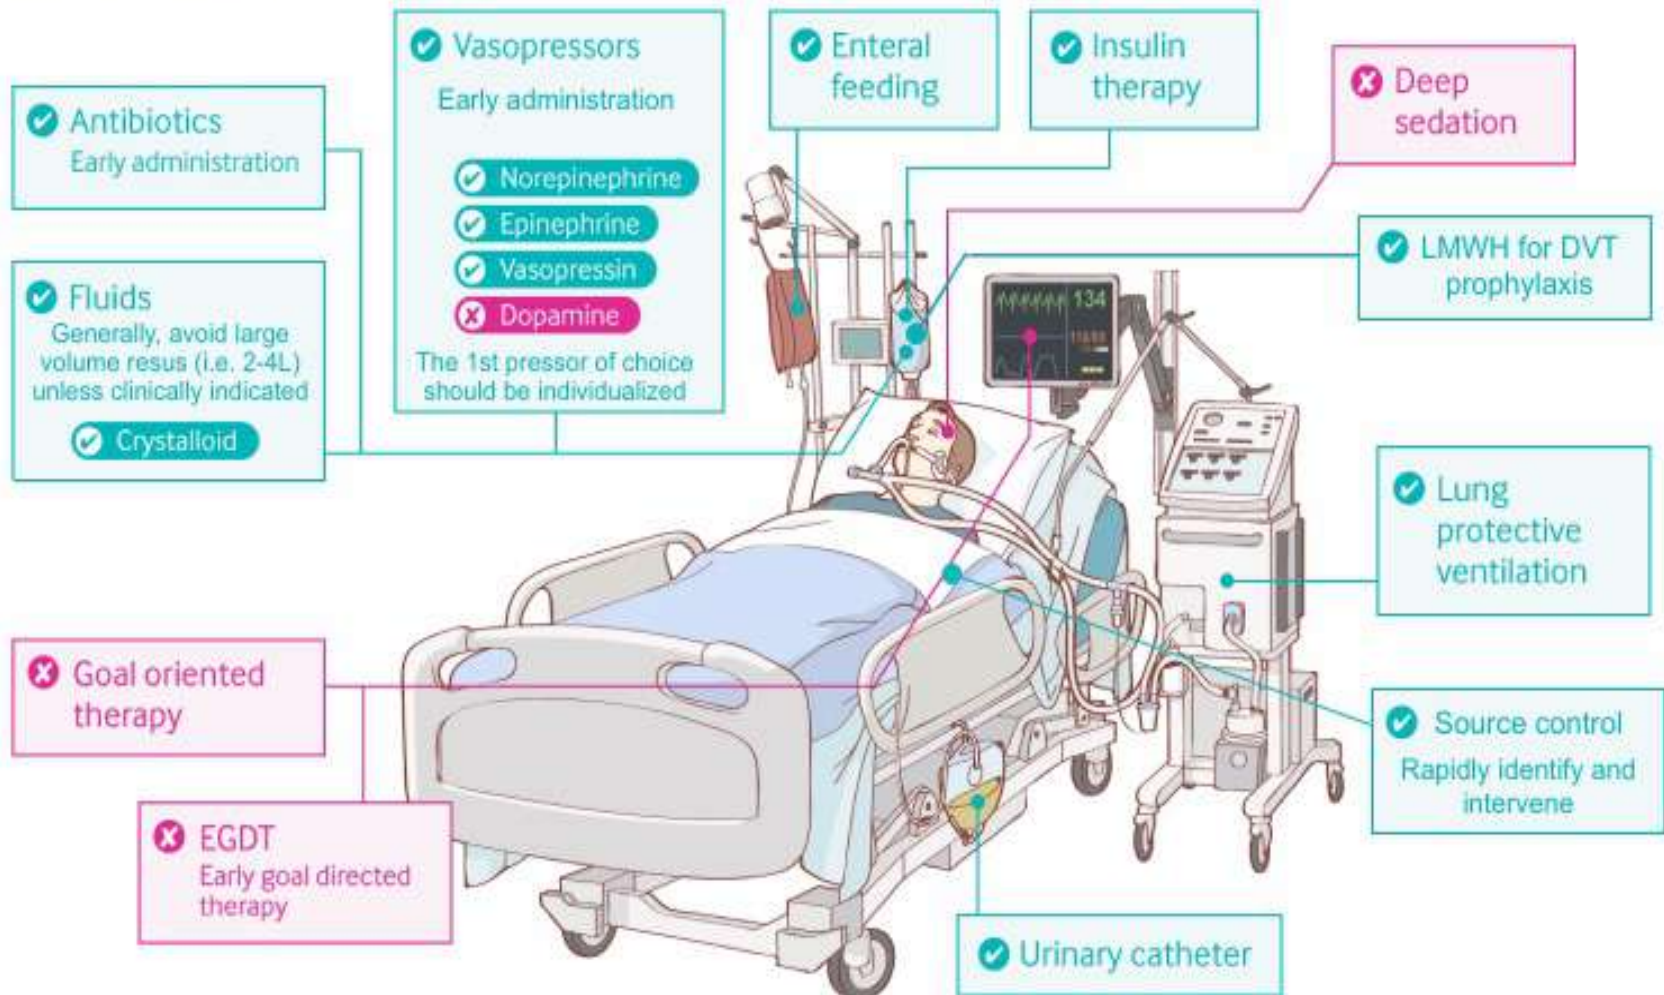 Antibiotics
Early administration
Fluids
Generally, avoid large
volume resus (i.e. 2-4L)
unless clinically indicated
Crystalloid
Vasopressors
Early administration
Norepinephrine
Epinephrine
Vasopressin
Dopamine
The 1st pressor of choice
should be individualized
Enteral
feeding
Insulin
therapy
Deep
sedation
LMWH for DVT
prophylaxis
134
Lung
protective
ventilation
Goal oriented
therapy
EGDT
Early goal directed
therapy
Source control
Rapidly identify and
intervene
Urinary catheter